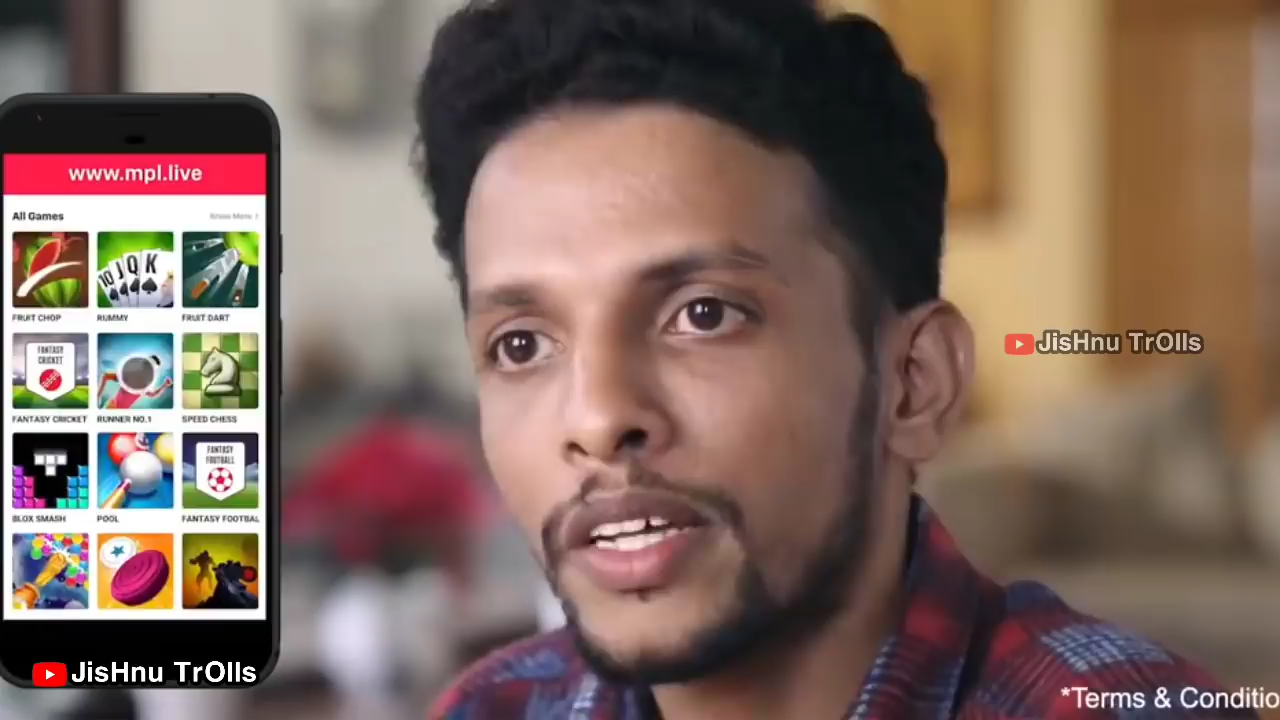 www.mpl.live
All Games
FRUIT CHOP
RUMMY
FRUIT DART
FANTASY CRICKET
FANTASY CRICKET
RUNNER NO.1
SPEED CHESS
10 J Q K
FANTASY FOOTBALL
BLOX SMASH
POOL
FANTASY FOOTBAL
JisHnu TrOlls
JisHnu TrOlls
*Terms & Conditio